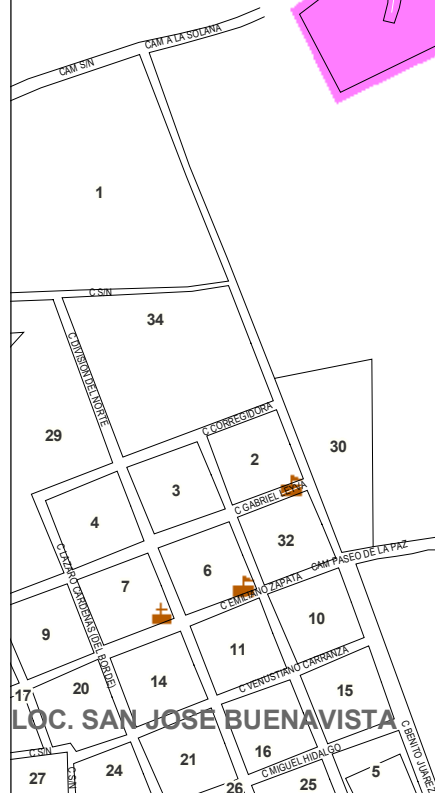 CAM A LA SOLANA
CAM S/N
1
C S/N
34
C DIVISION DEL NORTE
C CORREGIDORA
29
30
2
3
C GABRIEL LEYVA
4
32
CAM PASEO DE LA PAZ
C LAZARO CARDENAS (DEL BORDE)
6
7
C EMILIANO ZAPATA
10
9
11
C VENUSTIANO CARRANZA
14
17
20
15
LOC. SAN JOSE BUENAVISTA
C BENITO JUAREZ
C S/N
16
C MIGUEL HIDALGO
21
24
5
27
C S/N
26
25